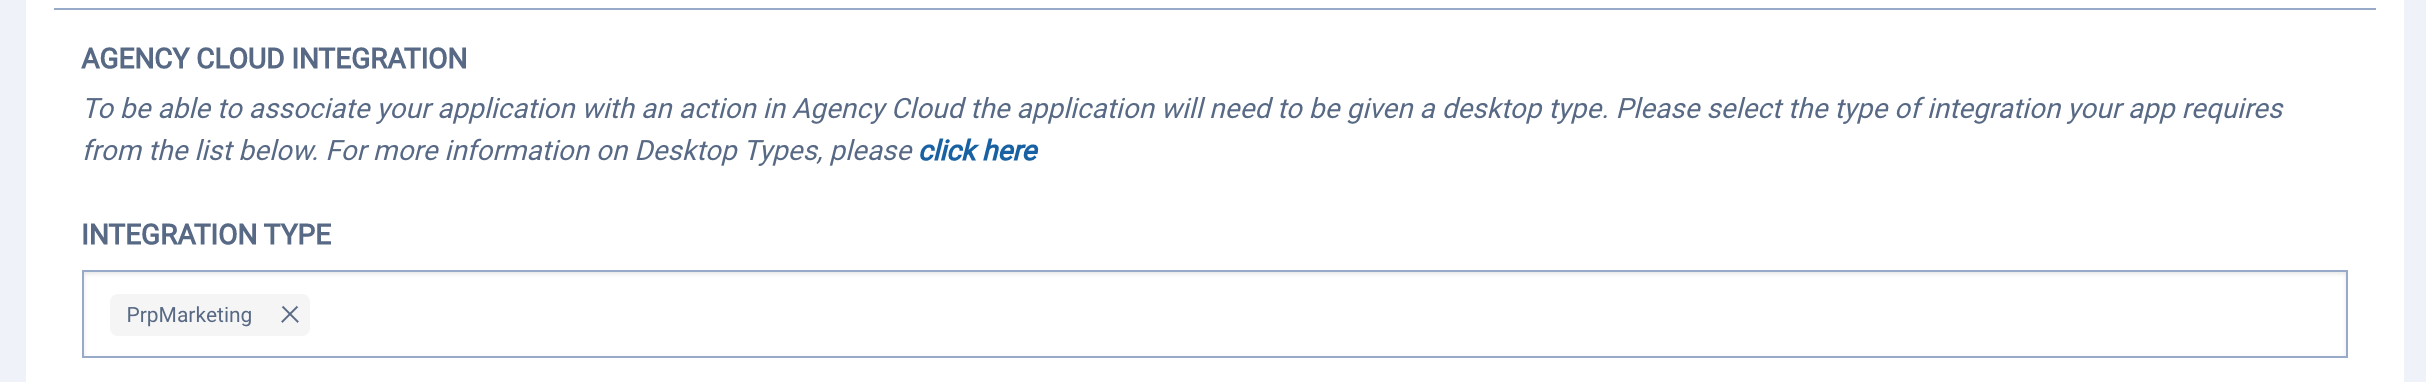 AGENCY CLOUD INTEGRATION
To be able to associate your application with an action in Agency Cloud the application will need to be given a desktop type. Please select the type of integration your app requires
from the list below. For more information on Desktop Types, please click here
INTEGRATION TYPE
PrpMarketing